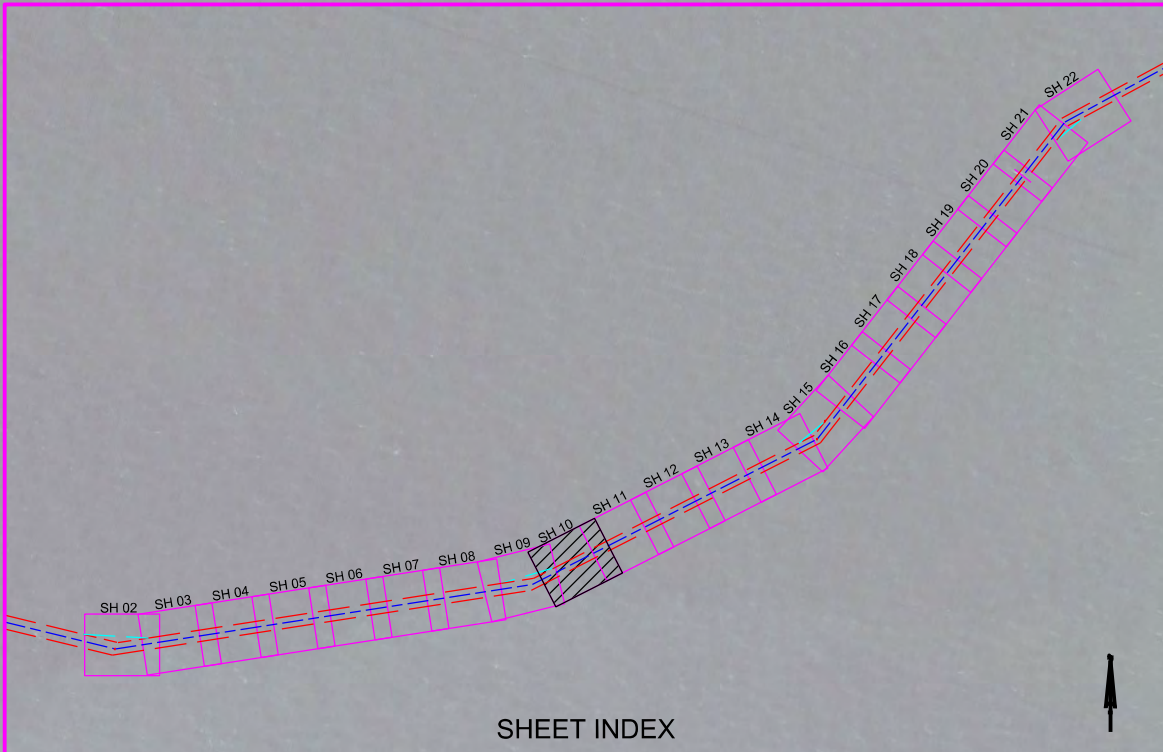 SH 02
SH 03
SH 04
SH 05
SH 06
SH 07
SH 08
SH 09
SH 10
SH 11
SH 12
SH 13
SH 14
SH 15
SH 16
SH 17
SH 18
SH 19
SH 20
SH 21
SH 22
SHEET INDEX